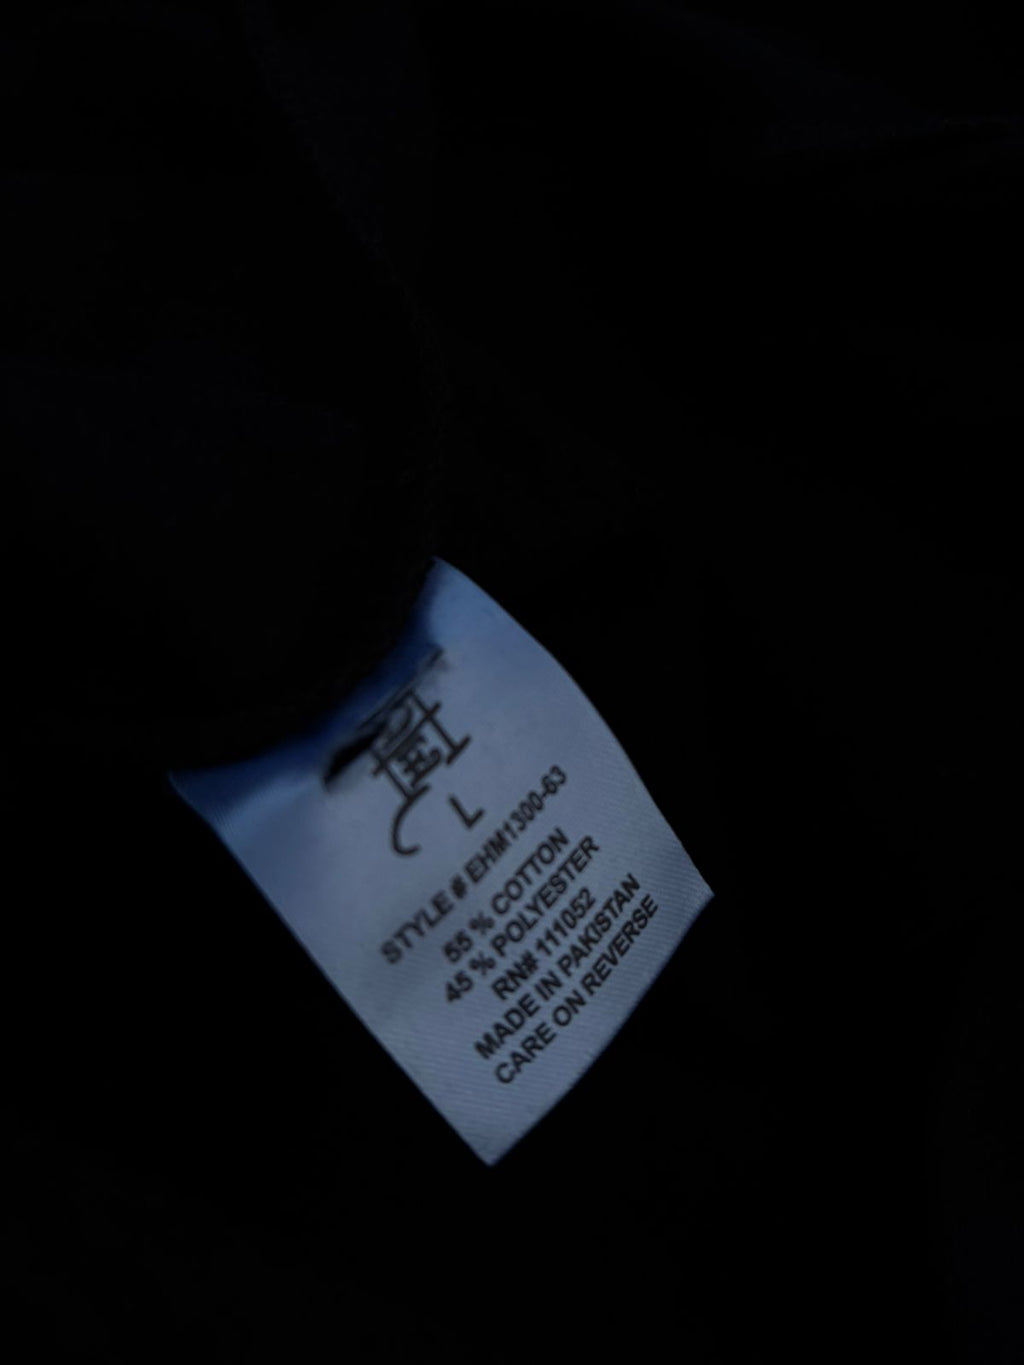 L
STYLE # EHM1300-63
55 % COTTON
45 % POLYESTER
RN# 111052
MADE IN PAKISTAN
CARE ON REVERSE